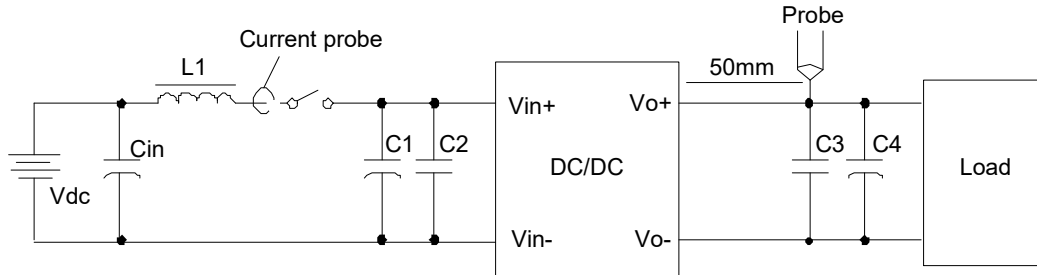 Probe
Current probe
L1
50mm
Vin+
Vo+
Cin
C1
C2
C3
C4
DC/DC
Load
Vdc
Vin-
Vo-